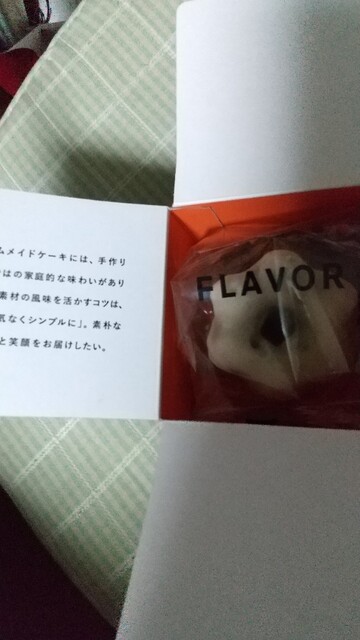 ムメイドケーキには、手作り
はの家庭的な味わいがあり
素材の風味を活かすコツは、
気なくシンプルに」。素朴な
と笑顔をお届けしたい。
FLAVOR